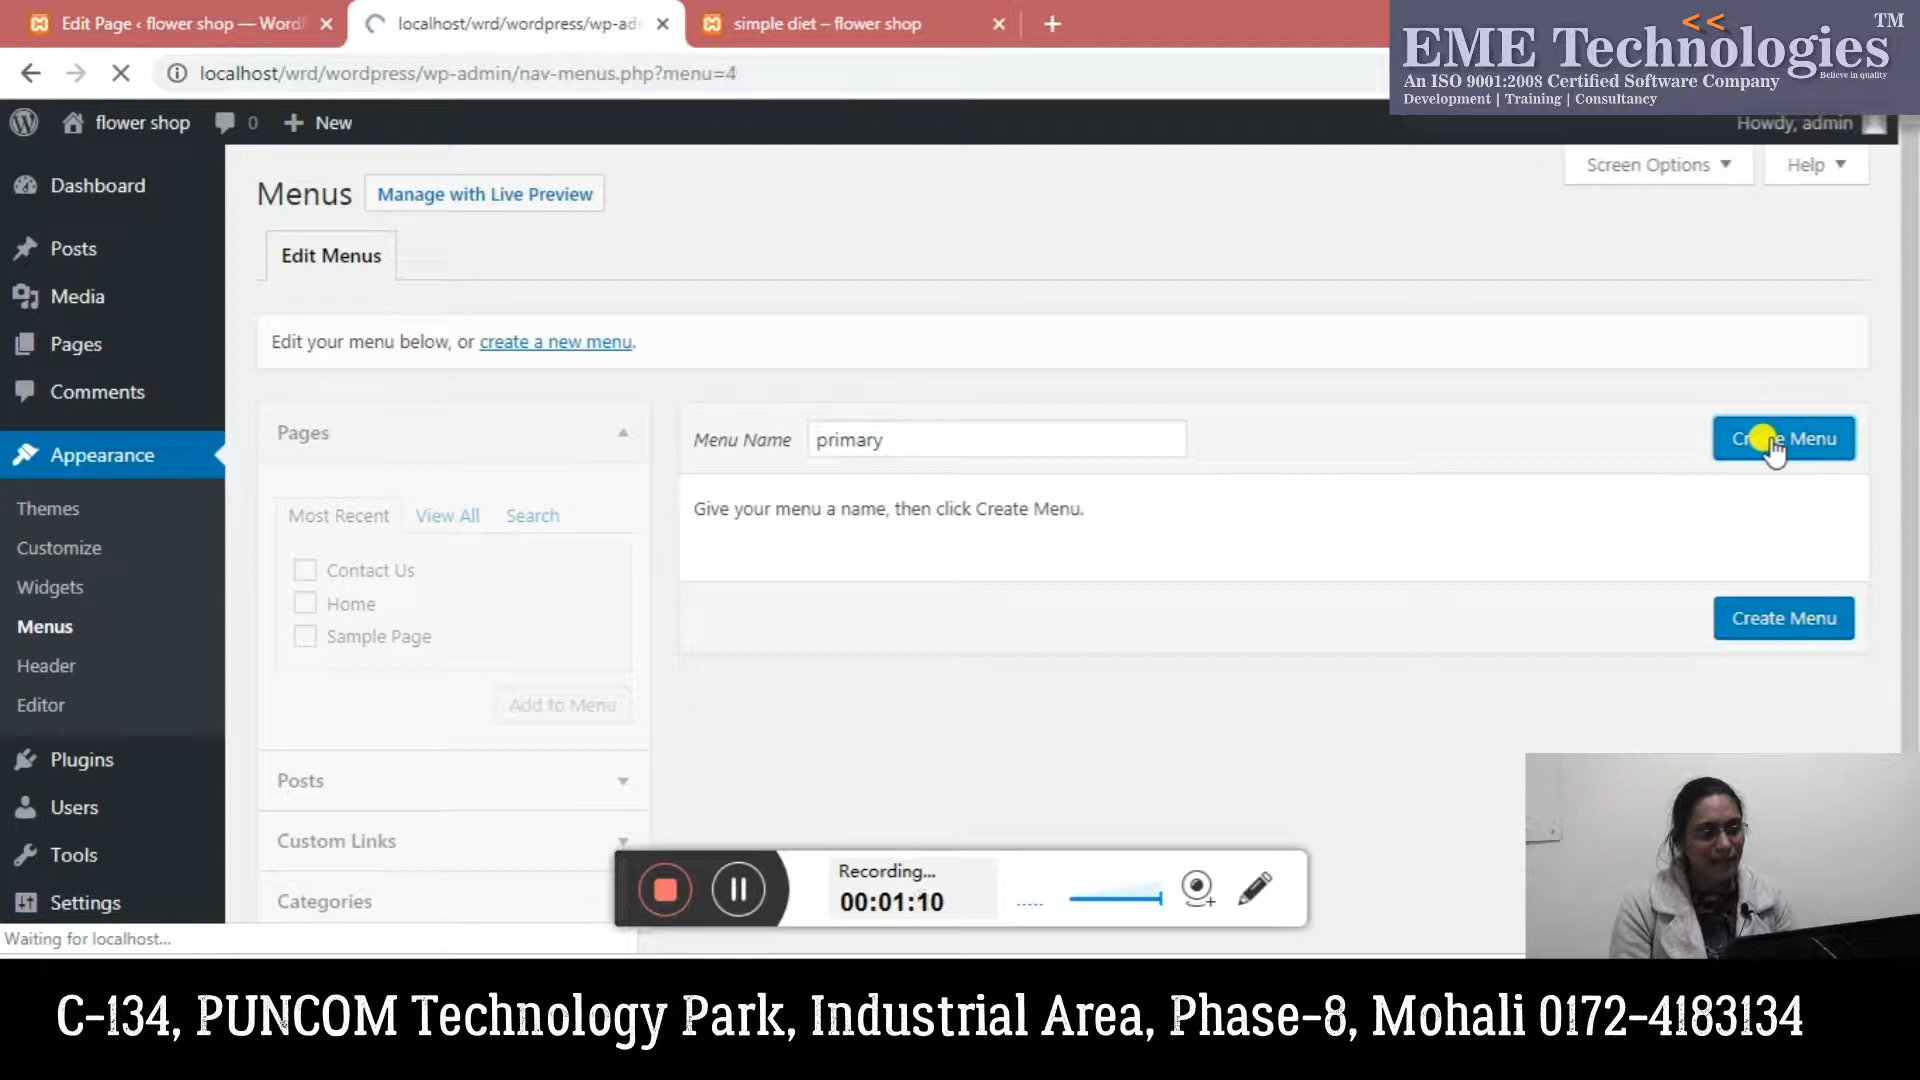 Edit Page ‹ flower shop — Word
localhost/wrd/wordpress/wp-ad
simple diet – flower shop
EME Technologies
TM
Believe in quality
An ISO 9001:2008 Certified Software Company
Development | Training | Consultancy
localhost/wrd/wordpress/wp-admin/nav-menus.php?menu=4
flower shop
0
New
Howdy, admin
Screen Options
Help
Dashboard
Posts
Media
Pages
Comments
Appearance
Themes
Customize
Widgets
Menus
Header
Editor
Plugins
Users
Tools
Settings
Menus
Manage with Live Preview
Edit Menus
Edit your menu below, or create a new menu.
Pages
Most Recent
View All
Search
Contact Us
Home
Sample Page
Add to Menu
Posts
Custom Links
Categories
Menu Name
primary
Create Menu
Give your menu a name, then click Create Menu.
Create Menu
Recording...
00:01:10
Waiting for localhost...
C-134, PUNCOM Technology Park, Industrial Area, Phase-8, Mohali 0172-4183134